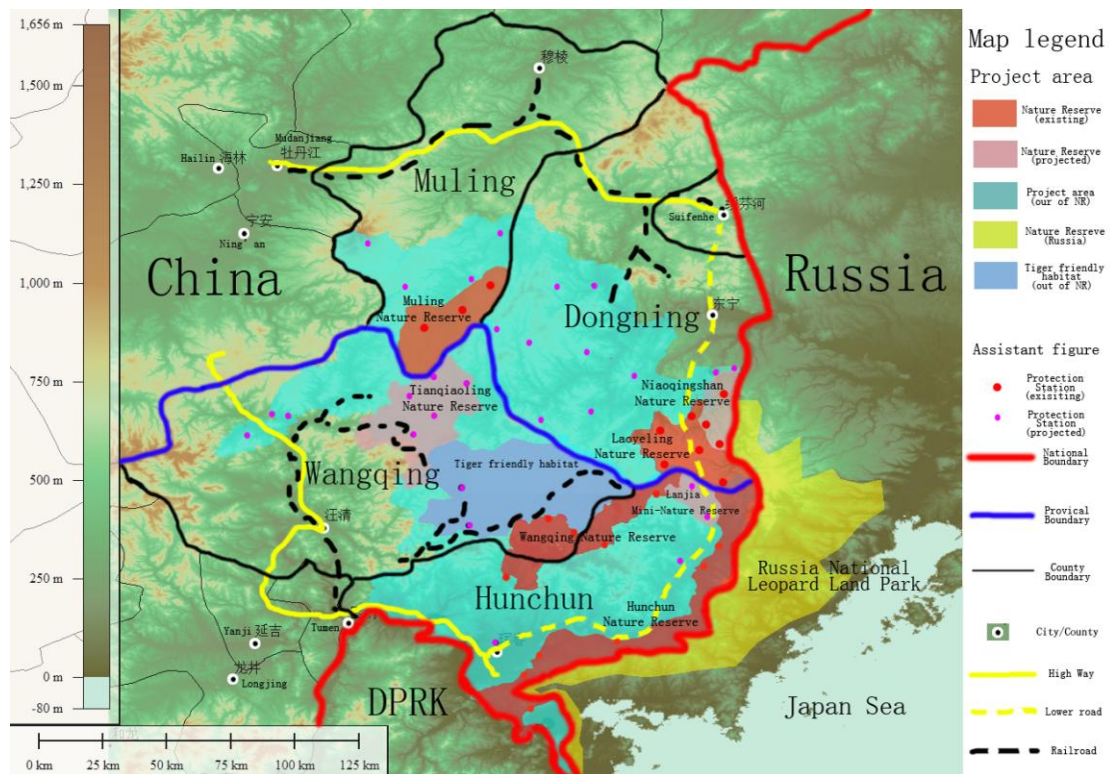 1,656 m
1,500 m
1,250 m
1,000 m
750 m
500 m
250 m
0 m
-80 m
0 km
25 km
50 km
75 km
100 km
125 km
穆棱
Mudanjiang
牡丹江
Hailin 海林
Muling
宁安
Ning' an
Suifenhe
China
Russia
Muling
Nature Reserve
Dongning
东宁
Tianqiaoling
Nature Reserve
Niaoqingshan
Nature Reserve
Laoyeling
Nature Reserve
Wangqing
Tiger friendly habitat
Lanjia
Mini-Nature Reserve
汪清
Wangqing Nature Reserve
Russia National
Leopard Land Park
Hunchun
Hunchun
Nature Reserve
Tumen
Yanji 延吉
龙井
Longjing
DPRK
Japan Sea
Map legend
Project area
Nature Reserve
(existing)
Nature Reserve
(projected)
Project area
(our of NR)
Nature Resreve
(Russia)
Tiger friendly
habitat
(out of NR)
Assistant figure
Protection
Station
(exisiting)
Protection
Station
(projected)
National
Boundary
Provical
Boundary
County
Boundary
City/County
High Way
Lower road
Railroad